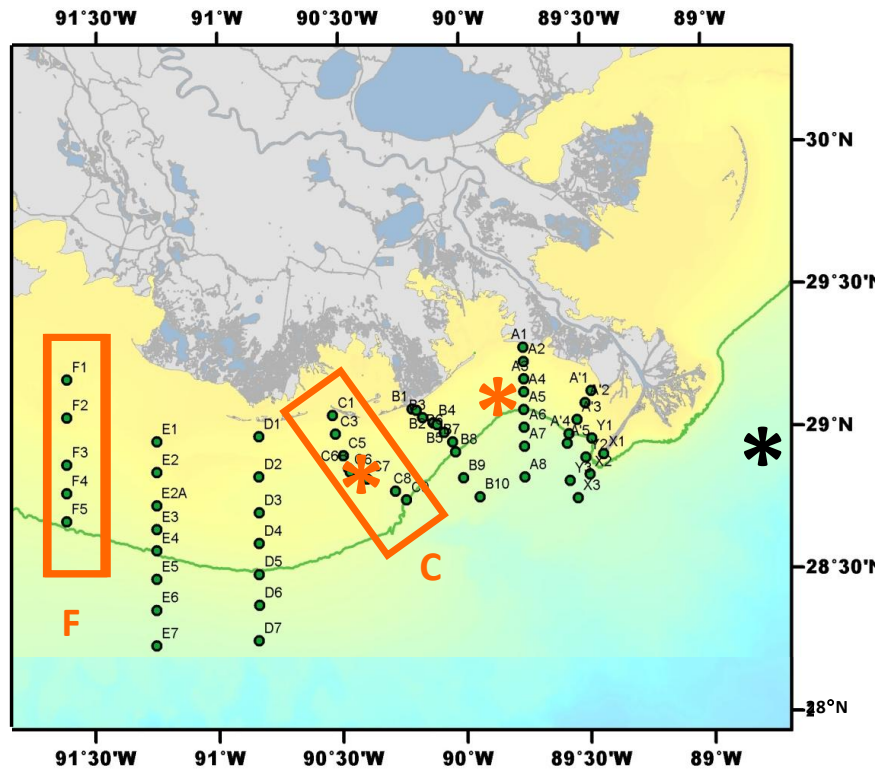 91°30'W 91°W 90°30'W 90°W 89°30'W 89°W
30°N
29°30'N
29°N
28°30'N
28°N
A1
A2
A3
A4
A5
A6
A7
A8
A'1
A'2
A'3
A'4
A'5
Y1
X1
X2
Y3
X3
B1
B3
B4
B2
B5
B7
B8
B9
B10
C1
C3
C5
C6B
C6
C7
C8
C
D1
D2
D3
D4
D5
D6
D7
E1
E2
E2A
E3
E4
E5
E6
E7
F1
F2
F3
F4
F5
F
91°30'W 91°W 90°30'W 90°W 89°30'W 89°W